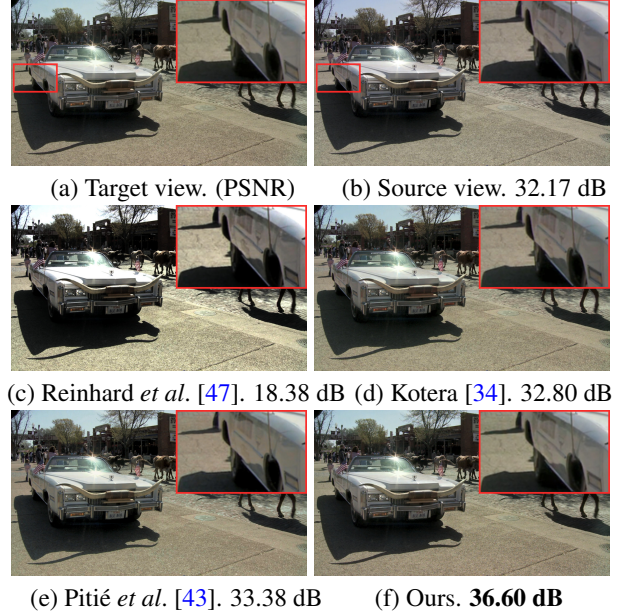 (a) Target view. (PSNR)
(b) Source view. 32.17 dB
(c) Reinhard et al. [47]. 18.38 dB
(d) Kotera [34]. 32.80 dB
(e) Pitié et al. [43]. 33.38 dB
(f) Ours. 36.60 dB